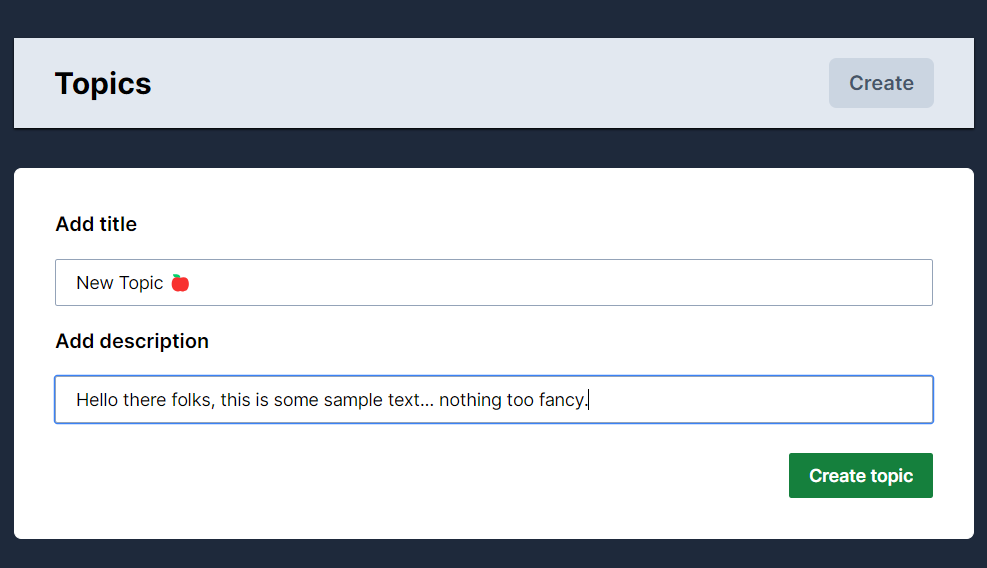 Topics
Create
Add title
New Topic 🍎
Add description
Hello there folks, this is some sample text... nothing too fancy.
Create topic